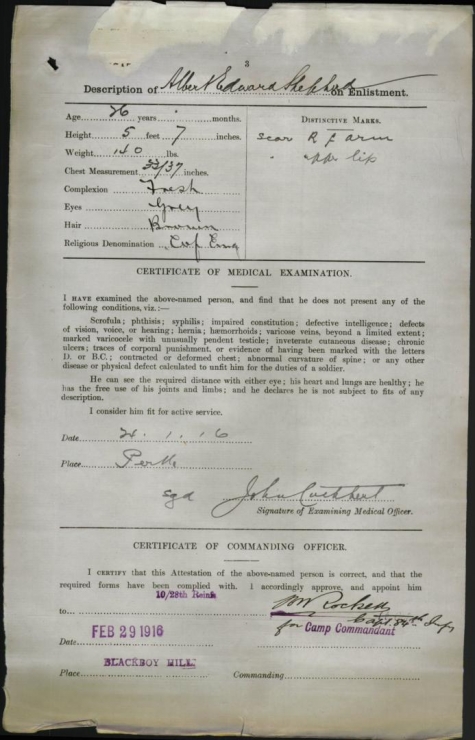 3
Description of Albert Edward Shepherd on Enlistment.
Age 26 years months.
Height 5 feet 7 inches.
Weight 140 lbs.
Chest Measurement 33/37 inches.
Complexion Fresh
Eyes Grey
Hair Brown
Religious Denomination C of Eng
DISTINCTIVE MARKS.
scar R F arm
" upp lip
CERTIFICATE OF MEDICAL EXAMINATION.
I HAVE examined the above-named person, and find that he does not present any of the
following conditions, viz.:—
Scrofula; phthisis; syphilis; impaired constitution; defective intelligence; defects
of vision, voice, or hearing; hernia; hæmorrhoids; varicose veins, beyond a limited extent;
marked varicocele with unusually pendent testicle; inveterate cutaneous disease; chronic
ulcers; traces of corporal punishment, or evidence of having been marked with the letters
D. or B.C.; contracted or deformed chest; abnormal curvature of spine; or any other
disease or physical defect calculated to unfit him for the duties of a soldier.
He can see the required distance with either eye; his heart and lungs are healthy; he
has the free use of his joints and limbs; and he declares he is not subject to fits of any
description.
I consider him fit for active service.
Date 24.1.16
Place Perth
sgd John Cuthbert
Signature of Examining Medical Officer.
CERTIFICATE OF COMMANDING OFFICER.
I CERTIFY that this Attestation of the above-named person is correct, and that the
required forms have been complied with. I accordingly approve, and appoint him
to 10/28th Reinf
Capt 84th Inf
for Camp Commandant
Date FEB 29 1916
Place BLACKBOY HILL
Commanding